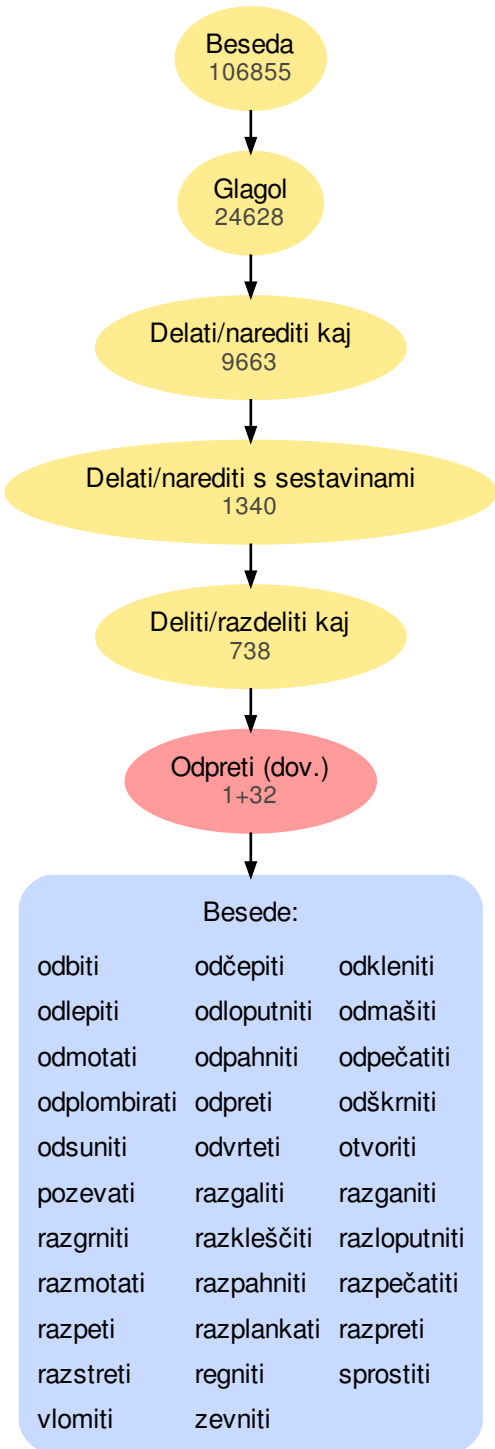 Beseda
106855
Glagol
24628
Delati/narediti kaj
9663
Delati/narediti s sestavinami
1340
Deliti/razdeliti kaj
738
Odpreti (dov.)
1+32
Besede:
odbiti odčepiti odkleniti
odlepiti odloputniti odmašiti
odmotati odpahniti odpečatiti
odplombirati odpreti odškrniti
odsuniti odvrteti otvoriti
pozevati razgaliti razganiti
razgrniti razkleščiti razloputniti
razmotati razpahniti razpečatiti
razpeti razplankati razpreti
razstreti regniti sprostiti
vlomiti zevniti